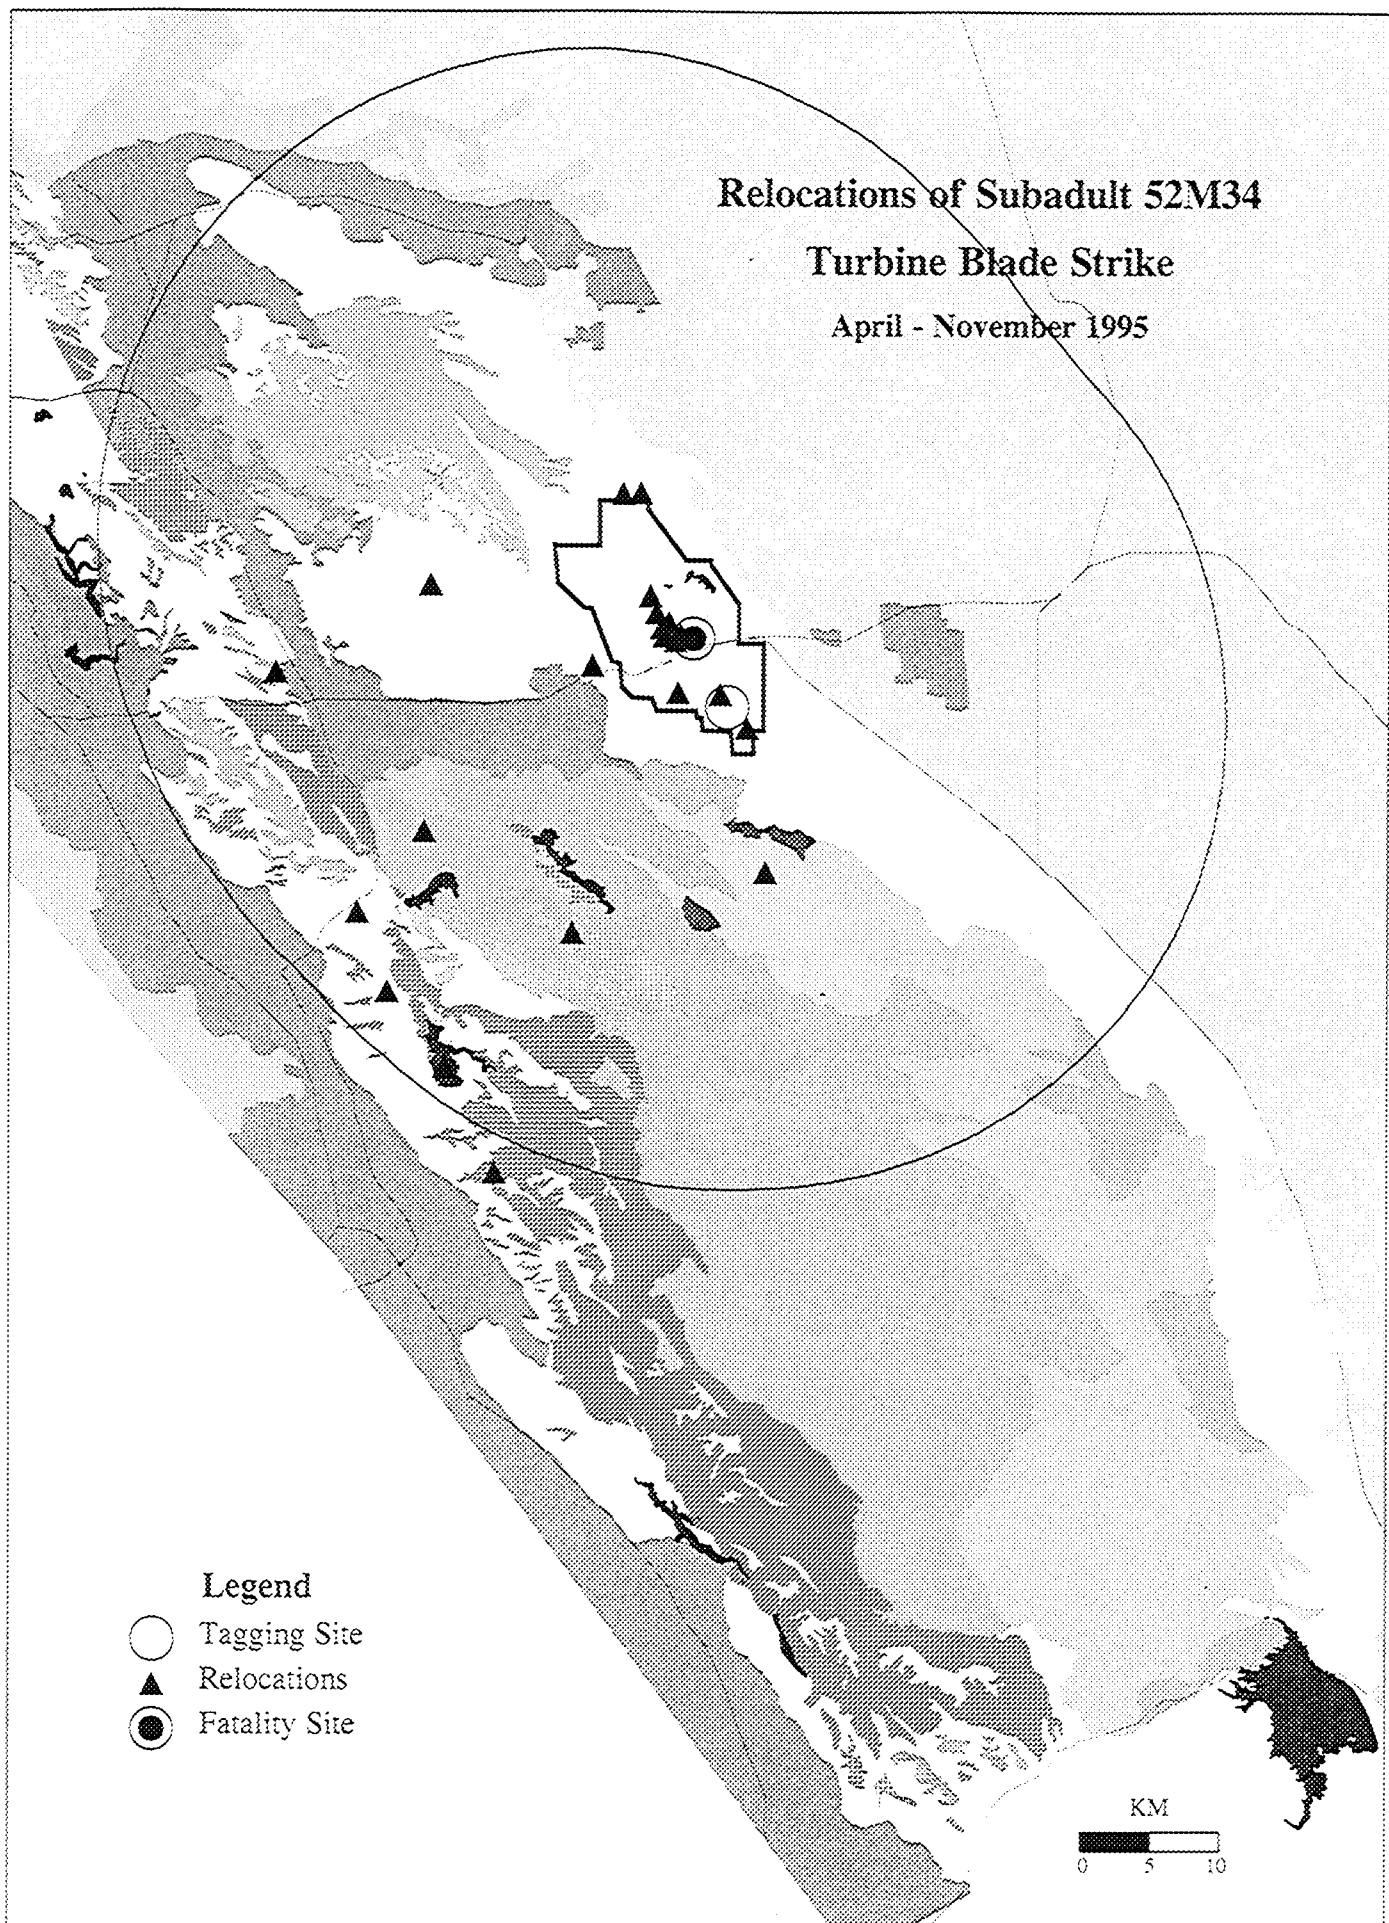 Relocations of Subadult 52M34
Turbine Blade Strike
April - November 1995
Legend
Tagging Site
Relocations
Fatality Site
KM
0 5 10